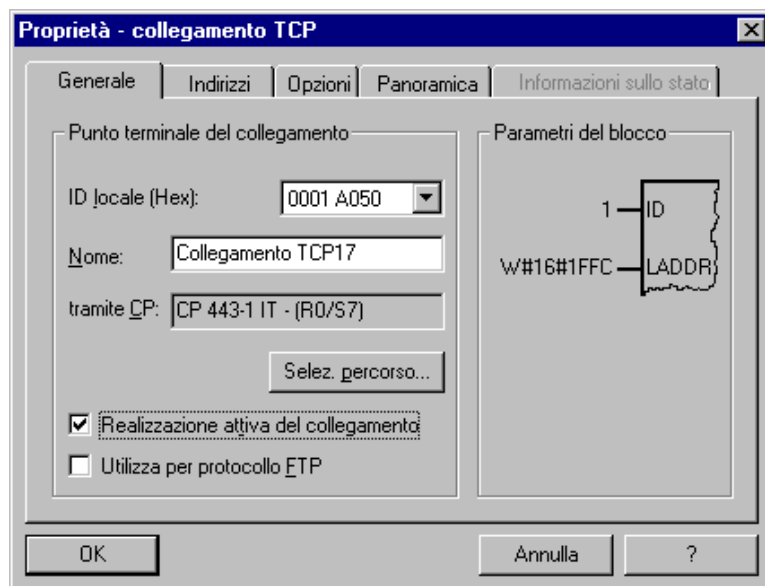 Proprietà - collegamento TCP
Generale Indirizzi Opzioni Panoramica Informazioni sullo stato
Punto terminale del collegamento
ID locale (Hex): 0001 A050
Nome: Collegamento TCP17
tramite CP: CP 443-1 IT - (R0/S7)
Selez. percorso...
Realizzazione attiva del collegamento
Utilizza per protocollo FTP
Parametri del blocco
1 ID
W#16#1FFC LADDR
OK Annulla ?